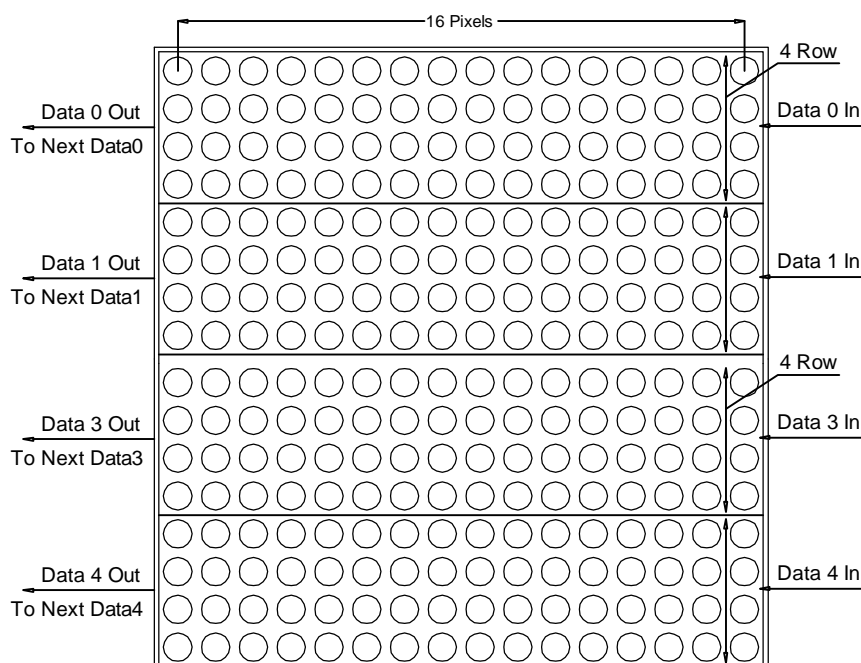 16 Pixels
4 Row
Data 0 Out
Data 0 In
To Next Data0
Data 1 Out
Data 1 In
To Next Data1
4 Row
Data 3 Out
Data 3 In
To Next Data3
Data 4 Out
Data 4 In
To Next Data4